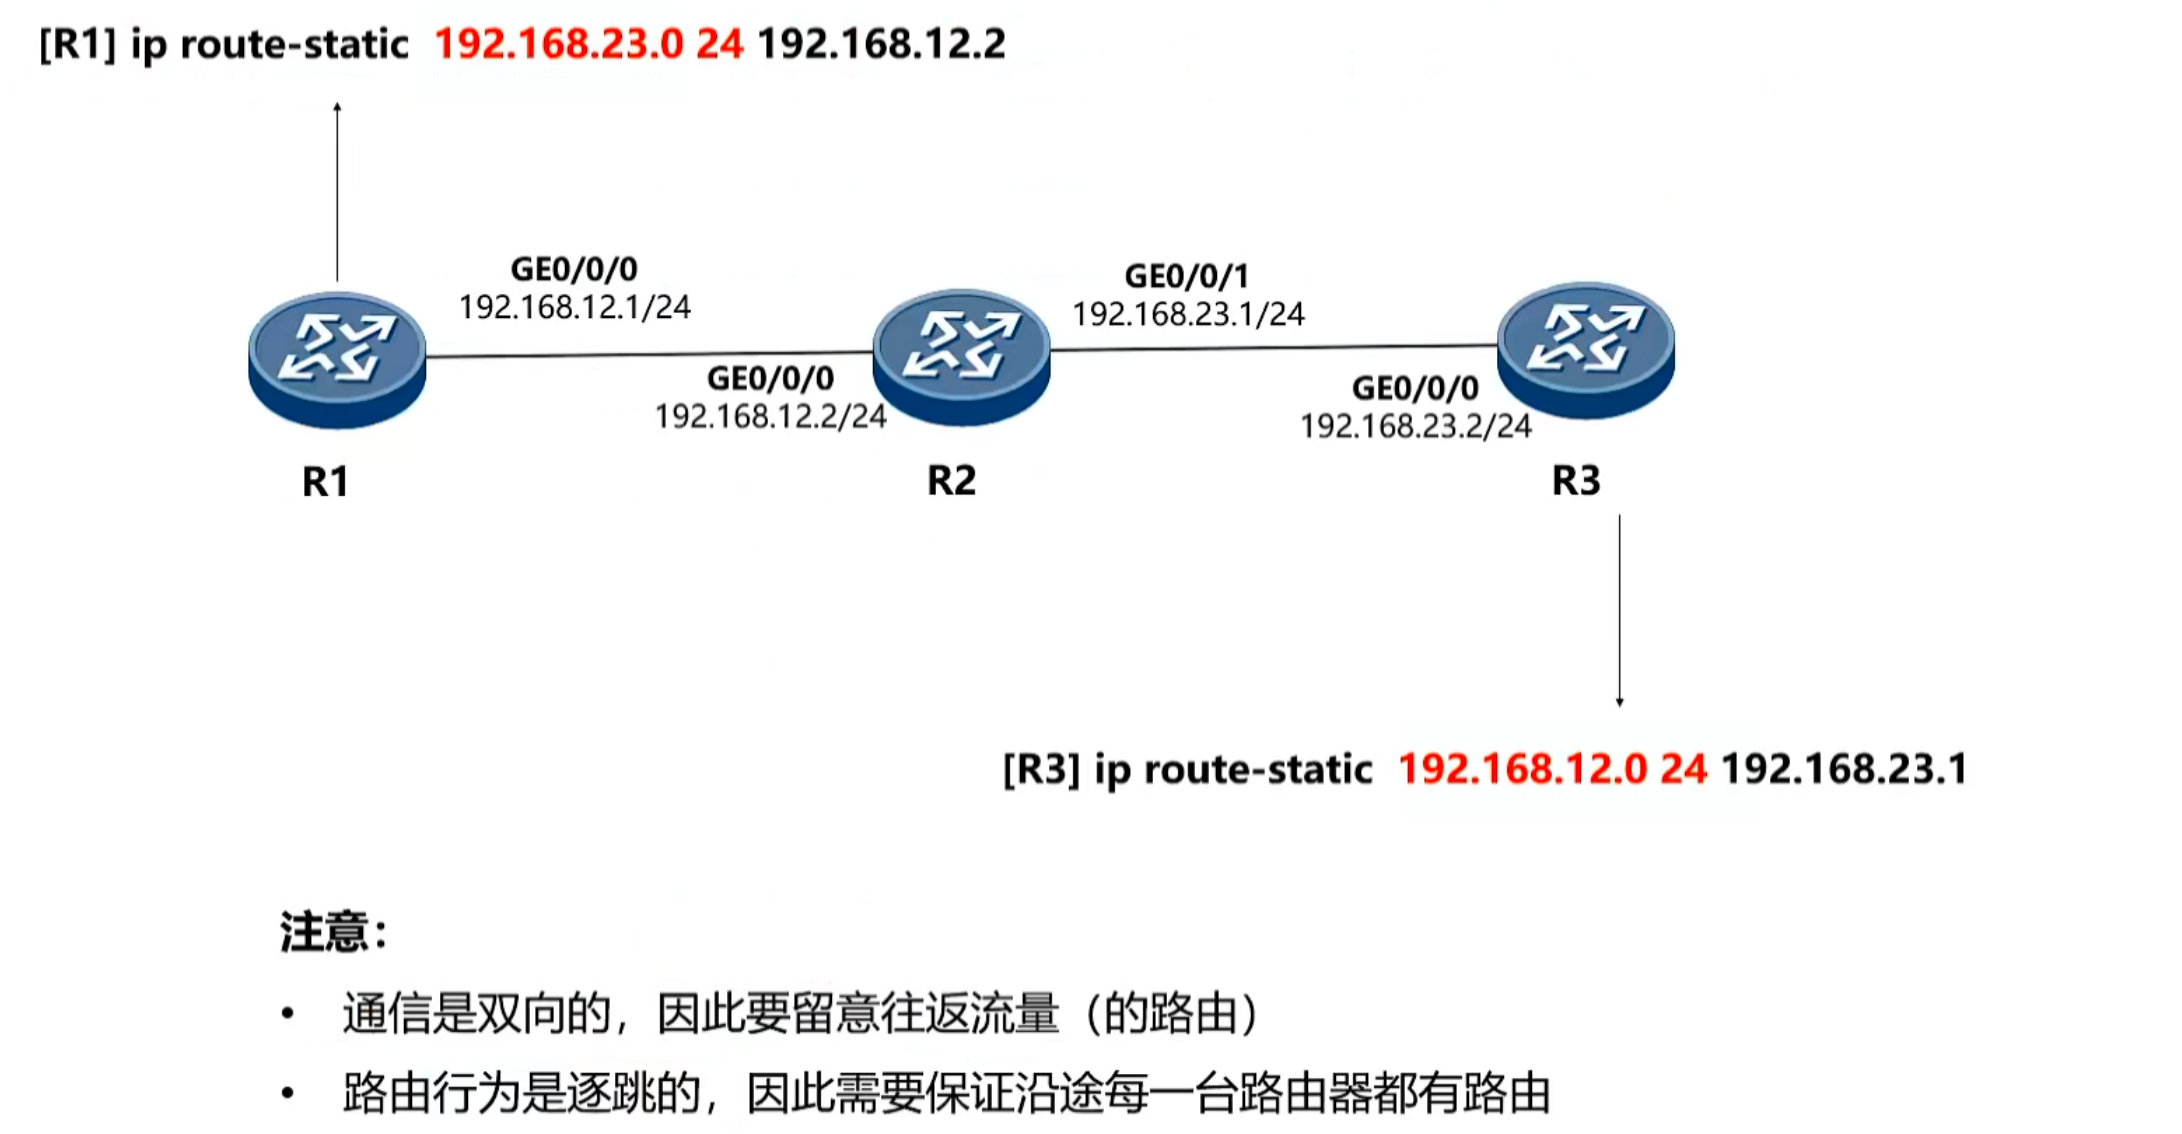 [R1] ip route-static 192.168.23.0 24 192.168.12.2
GE0/0/0
192.168.12.1/24
GE0/0/1
192.168.23.1/24
GE0/0/0
192.168.12.2/24
GE0/0/0
192.168.23.2/24
R1
R2
R3
[R3] ip route-static 192.168.12.0 24 192.168.23.1
注意：
• 通信是双向的，因此要留意往返流量（的路由）
• 路由行为是逐跳的，因此需要保证沿途每一台路由器都有路由